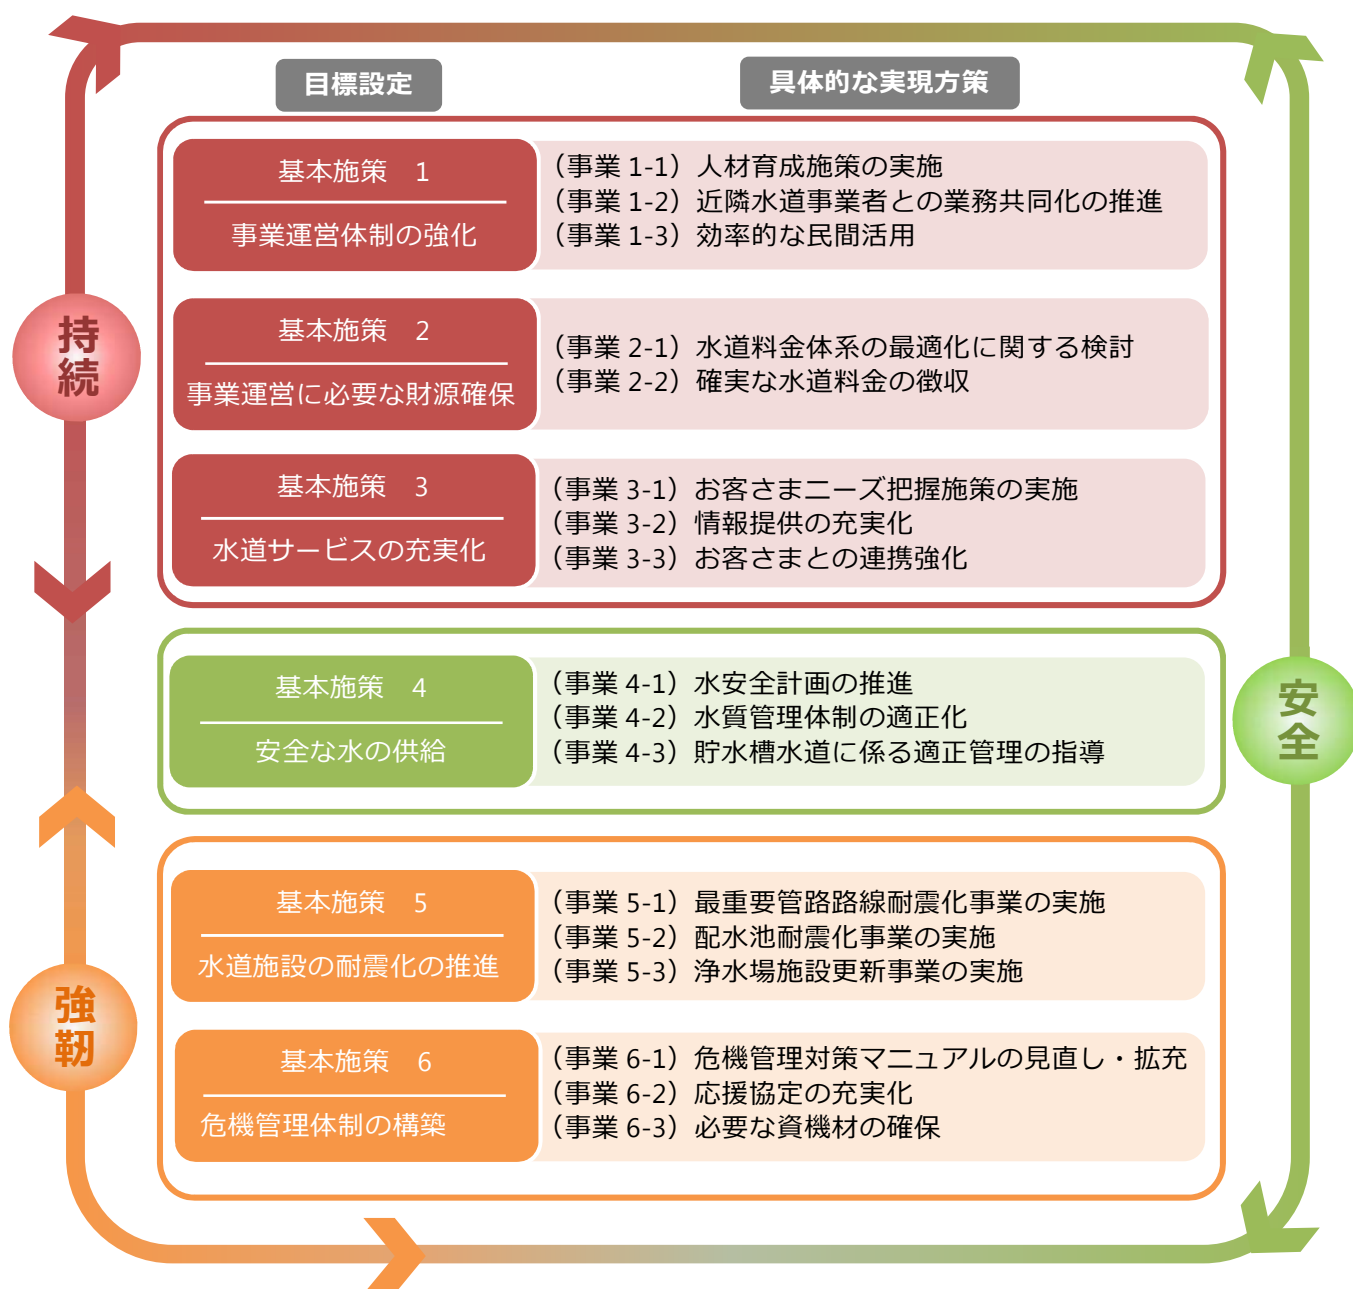 目標設定
具体的な実現方策
持続
基本施策　1
事業運営体制の強化
（事業 1-1）人材育成施策の実施
（事業 1-2）近隣水道事業者との業務共同化の推進
（事業 1-3）効率的な民間活用
基本施策　2
事業運営に必要な財源確保
（事業 2-1）水道料金体系の最適化に関する検討
（事業 2-2）確実な水道料金の徴収
基本施策　3
水道サービスの充実化
（事業 3-1）お客さまニーズ把握施策の実施
（事業 3-2）情報提供の充実化
（事業 3-3）お客さまとの連携強化
安全
基本施策　4
安全な水の供給
（事業 4-1）水安全計画の推進
（事業 4-2）水質管理体制の適正化
（事業 4-3）貯水槽水道に係る適正管理の指導
強靭
基本施策　5
水道施設の耐震化の推進
（事業 5-1）最重要管路路線耐震化事業の実施
（事業 5-2）配水池耐震化事業の実施
（事業 5-3）浄水場施設更新事業の実施
基本施策　6
危機管理体制の構築
（事業 6-1）危機管理対策マニュアルの見直し・拡充
（事業 6-2）応援協定の充実化
（事業 6-3）必要な資機材の確保